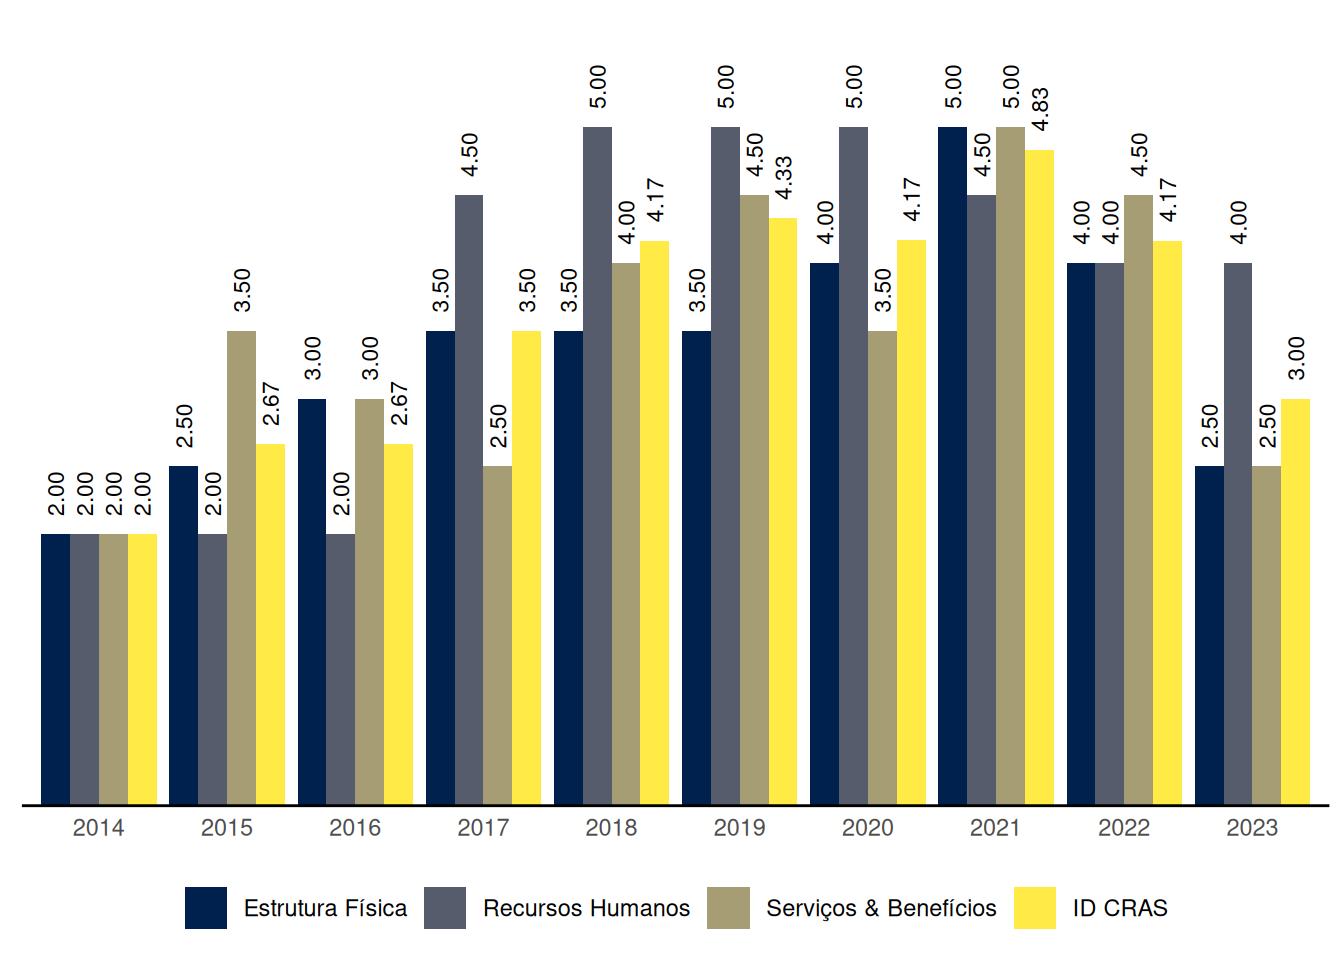 2.00 2.00 2.00 2.00
2.50 2.00 3.50 2.67
3.00 2.00 3.00 2.67
3.50 4.50 2.50 3.50
3.50 5.00 4.00 4.17
3.50 5.00 4.50 4.33
4.00 5.00 3.50 4.17
5.00 4.50 5.00 4.83
4.00 4.00 4.50 4.17
2.50 4.00 2.50 3.00
2014 2015 2016 2017 2018 2019 2020 2021 2022 2023
Estrutura Física Recursos Humanos Serviços & Benefícios ID CRAS